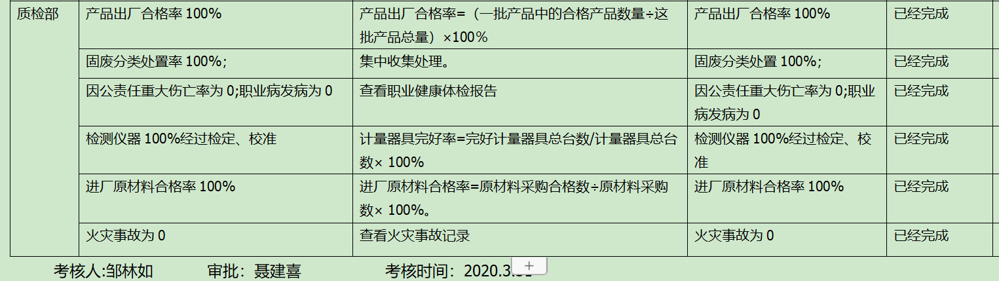 质检部
产品出厂合格率 100%
产品出厂合格率=（一批产品中的合格产品数量÷这
批产品总量）×100%
产品出厂合格率 100%
已经完成
固废分类处置率 100%；
集中收集处理。
固废分类处置 100%；
已经完成
因公责任重大伤亡率为 0;职业病发病为 0
查看职业健康体检报告
因公责任重大伤亡率为 0;职业
病发病为 0
已经完成
检测仪器 100%经过检定、校准
计量器具完好率=完好计量器具总台数/计量器具总台
数× 100%
检测仪器 100%经过检定、校
准
已经完成
进厂原材料合格率 100%
进厂原材料合格率=原材料采购合格数÷原材料采购
数× 100%。
进厂原材料合格率 100%
已经完成
火灾事故为 0
查看火灾事故记录
火灾事故为 0
已经完成
考核人:邹林如 审批：聂建喜 考核时间：2020.3.